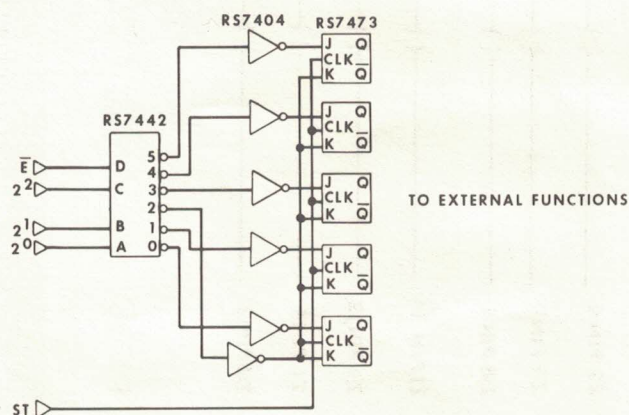 RS7404 RS7473
J Q
CLK
K Q̅
RS7442
J Q
CLK
K Q̅
E̅ D 5
4
2² C 3
2
J Q
CLK
K Q̅
TO EXTERNAL FUNCTIONS
2¹ B 1
2⁰ A 0
J Q
CLK
K Q̅
J Q
CLK
K Q̅
ST